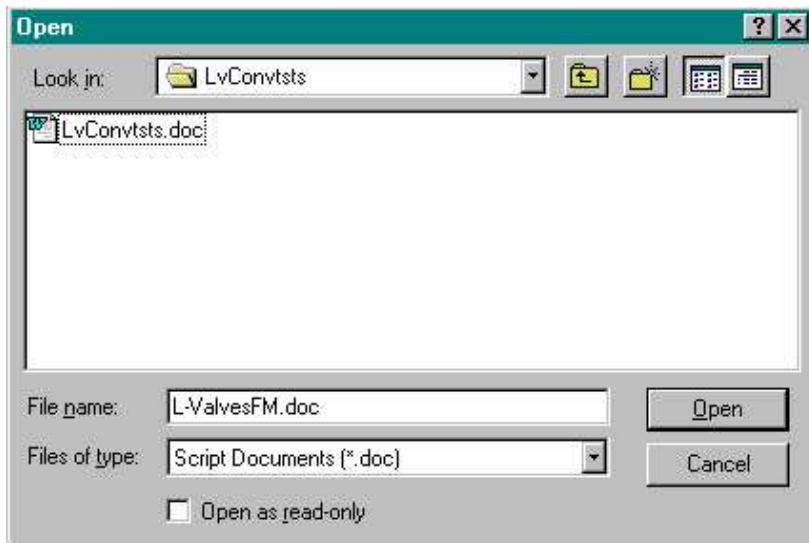 Open
Look in: LvConvtsts
LvConvtsts.doc
File name: L-ValvesFM.doc Open
Files of type: Script Documents (*.doc) Cancel
Open as read-only